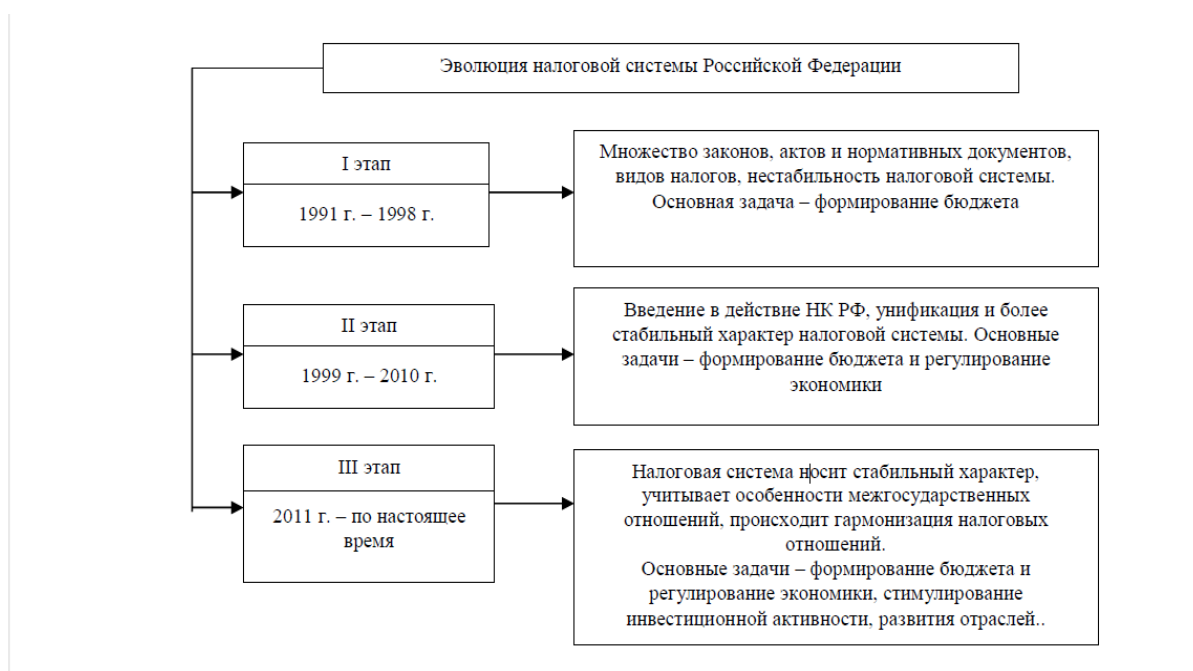 Эволюция налоговой системы Российской Федерации
I этап
1991 г. – 1998 г.
Множество законов, актов и нормативных документов,
видов налогов, нестабильность налоговой системы.
Основная задача – формирование бюджета
II этап
1999 г. – 2010 г.
Введение в действие НК РФ, унификация и более
стабильный характер налоговой системы. Основные
задачи – формирование бюджета и регулирование
экономики
III этап
2011 г. – по настоящее
время
Налоговая система носит стабильный характер,
учитывает особенности межгосударственных
отношений, происходит гармонизация налоговых
отношений.
Основные задачи – формирование бюджета и
регулирование экономики, стимулирование
инвестиционной активности, развития отраслей..